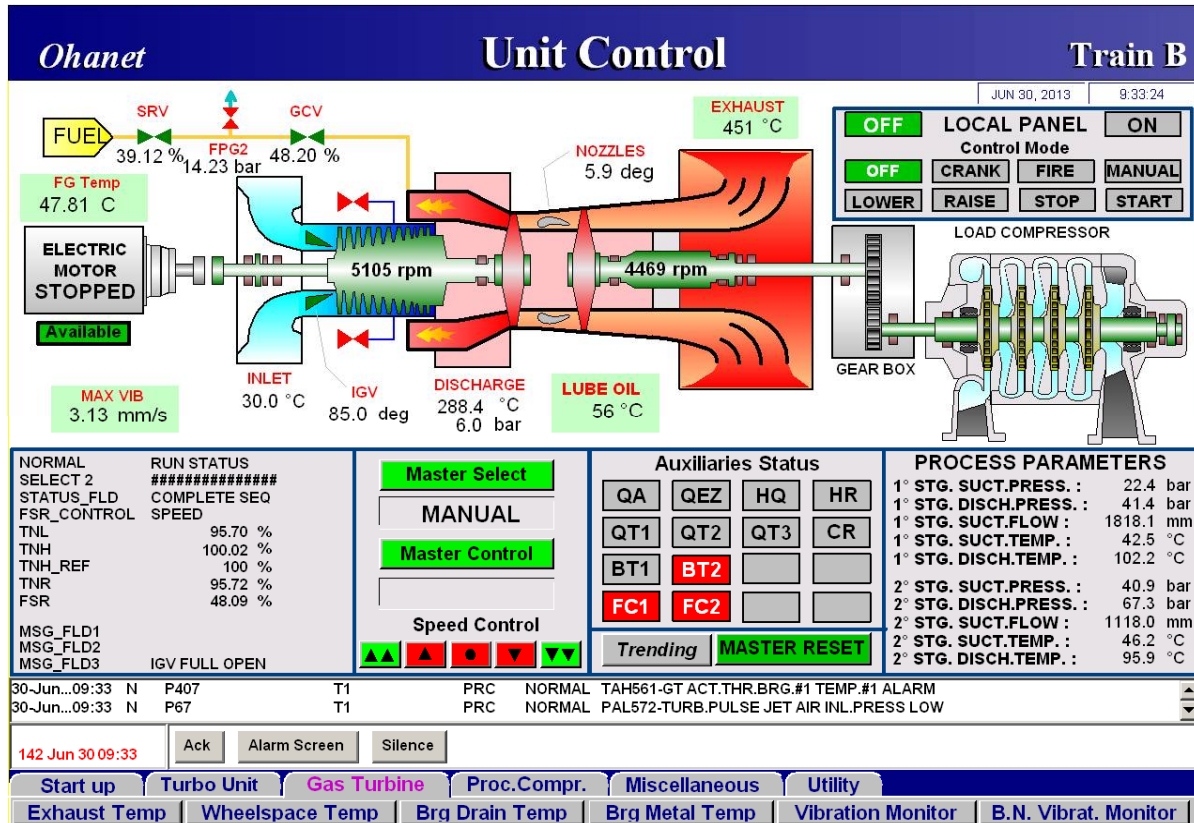 Ohanet Unit Control Train B
JUN 30, 2013 9:33:24
SRV GCV
FUEL
39.12 % FPG2 48.20 %
14.23 bar
FG Temp
47.81 C
EXHAUST
451 °C
NOZZLES
5.9 deg
OFF LOCAL PANEL ON
Control Mode
OFF CRANK FIRE MANUAL
LOWER RAISE STOP START
ELECTRIC
MOTOR
STOPPED
Available
5105 rpm
4469 rpm
LOAD COMPRESSOR
GEAR BOX
MAX VIB
3.13 mm/s
INLET
30.0 °C
IGV
85.0 deg
DISCHARGE
288.4 °C
6.0 bar
LUBE OIL
56 °C
NORMAL RUN STATUS
SELECT 2 ###############
STATUS_FLD COMPLETE SEQ
FSR_CONTROL SPEED
TNL 95.70 %
TNH 100.02 %
TNH_REF 100 %
TNR 95.72 %
FSR 48.09 %
MSG_FLD1
MSG_FLD2
MSG_FLD3 IGV FULL OPEN
Master Select
MANUAL
Master Control
Speed Control
Auxiliaries Status
QA QEZ HQ HR
QT1 QT2 QT3 CR
BT1 BT2
FC1 FC2
Trending MASTER RESET
PROCESS PARAMETERS
1° STG. SUCT.PRESS. : 22.4 bar
1° STG. DISCH.PRESS. : 41.4 bar
1° STG. SUCT.FLOW : 1818.1 mm
1° STG. SUCT.TEMP. : 42.5 °C
1° STG. DISCH.TEMP. : 102.2 °C
2° STG. SUCT.PRESS. : 40.9 bar
2° STG. DISCH.PRESS. : 67.3 bar
2° STG. SUCT.FLOW : 1118.0 mm
2° STG. SUCT.TEMP. : 46.2 °C
2° STG. DISCH.TEMP. : 95.9 °C
30-Jun...09:33 N P407 T1 PRC NORMAL TAH561-GT ACT.THR.BRG.#1 TEMP.#1 ALARM
30-Jun...09:33 N P67 T1 PRC NORMAL PAL572-TURB.PULSE JET AIR INL.PRESS LOW
142 Jun 30 09:33 Ack Alarm Screen Silence
Start up Turbo Unit Gas Turbine Proc.Compr. Miscellaneous Utility
Exhaust Temp Wheelspace Temp Brg Drain Temp Brg Metal Temp Vibration Monitor B.N. Vibrat. Monitor